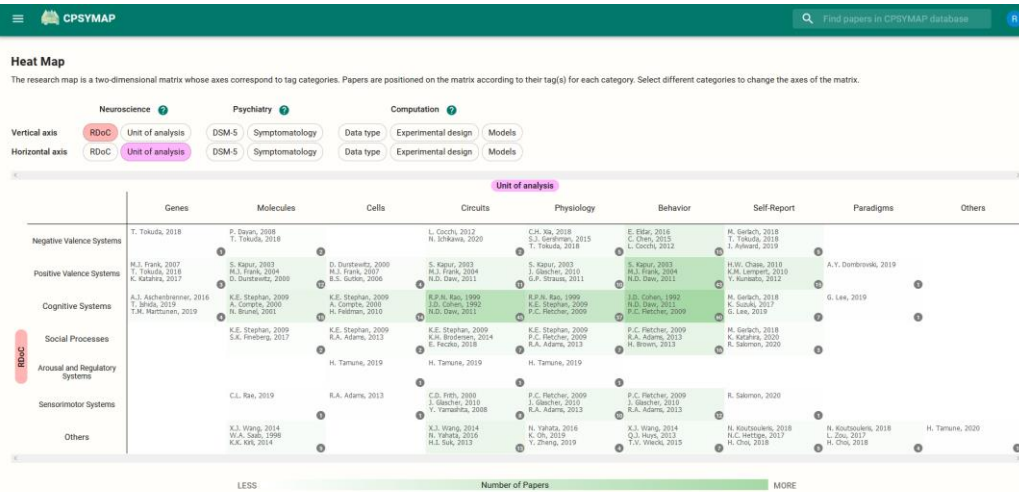 CPSYMAP
Find papers in CPSYMAP database
R
Heat Map
The research map is a two-dimensional matrix whose axes correspond to tag categories. Papers are positioned on the matrix according to their tag(s) for each category. Select different categories to change the axes of the matrix.
Neuroscience ? Psychiatry ? Computation ?
Vertical axis RDoC Unit of analysis DSM-5 Symptomatology Data type Experimental design Models
Horizontal axis RDoC Unit of analysis DSM-5 Symptomatology Data type Experimental design Models
Unit of analysis
Genes Molecules Cells Circuits Physiology Behavior Self-Report Paradigms Others
RDoC
Negative Valence Systems
T. Tokuda, 2018
P. Dayan, 2008
T. Tokuda, 2018
L. Cocchi, 2012
N. Ichikawa, 2020
C.H. Xia, 2018
S.J. Gershman, 2015
T. Tokuda, 2018
E. Eldar, 2016
C. Chen, 2015
L. Cocchi, 2012
M. Gerlach, 2018
T. Tokuda, 2018
J. Aylward, 2019
Positive Valence Systems
M.J. Frank, 2007
T. Tokuda, 2018
K. Katahira, 2017
S. Kapur, 2003
M.J. Frank, 2004
D. Durstewitz, 2000
D. Durstewitz, 2000
M.J. Frank, 2007
B.S. Gutkin, 2006
S. Kapur, 2003
M.J. Frank, 2004
N.D. Daw, 2011
S. Kapur, 2003
J. Glascher, 2010
G.P. Strauss, 2011
S. Kapur, 2003
M.J. Frank, 2004
N.D. Daw, 2011
H.W. Chase, 2010
K.M. Lempert, 2010
Y. Kunisato, 2012
A.Y. Dombrovski, 2019
Cognitive Systems
A.J. Aschenbrenner, 2016
T. Ishida, 2019
T.M. Marttunen, 2019
K.E. Stephan, 2009
A. Compte, 2000
N. Brunel, 2001
K.E. Stephan, 2009
A. Compte, 2000
H. Feldman, 2010
R.P.N. Rao, 1999
J.D. Cohen, 1992
N.D. Daw, 2011
R.P.N. Rao, 1999
K.E. Stephan, 2009
P.C. Fletcher, 2009
J.D. Cohen, 1992
N.D. Daw, 2011
P.C. Fletcher, 2009
M. Gerlach, 2018
K. Suzuki, 2017
G. Lee, 2019
G. Lee, 2019
Social Processes
K.E. Stephan, 2009
S.K. Fineberg, 2017
K.E. Stephan, 2009
R.A. Adams, 2013
K.E. Stephan, 2009
K.H. Brodersen, 2014
E. Feczko, 2018
K.E. Stephan, 2009
P.C. Fletcher, 2009
R.A. Adams, 2013
P.C. Fletcher, 2009
R.A. Adams, 2013
H. Brown, 2013
M. Gerlach, 2018
K. Katahira, 2020
R. Salomon, 2020
Arousal and Regulatory
Systems
H. Tamune, 2019
H. Tamune, 2019
H. Tamune, 2019
Sensorimotor Systems
C.L. Rae, 2019
R.A. Adams, 2013
C.D. Frith, 2000
J. Glascher, 2010
Y. Yamashita, 2008
P.C. Fletcher, 2009
J. Glascher, 2010
R.A. Adams, 2013
P.C. Fletcher, 2009
J. Glascher, 2010
R.A. Adams, 2013
R. Salomon, 2020
Others
X.J. Wang, 2014
W.A. Saab, 1998
K.K. Kirli, 2014
X.J. Wang, 2014
N. Yahata, 2016
H.I. Suk, 2013
N. Yahata, 2016
K. Oh, 2019
Y. Zheng, 2019
X.J. Wang, 2014
Q.J. Huys, 2013
T.V. Wiecki, 2015
N. Koutsouleris, 2018
N.C. Hettige, 2017
H. Choi, 2018
N. Koutsouleris, 2018
L. Zou, 2017
H. Choi, 2018
H. Tamune, 2020
LESS Number of Papers MORE